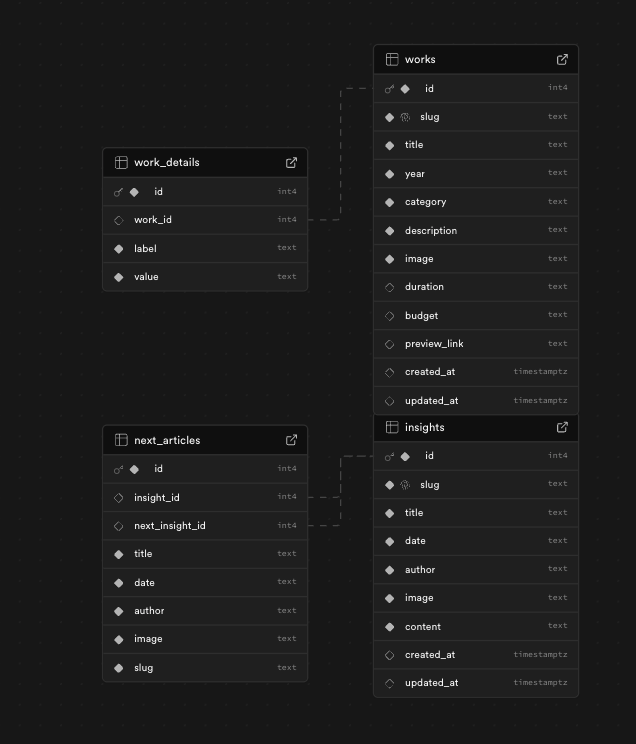 works
id int4
slug text
title text
year text
category text
description text
image text
duration text
budget text
preview_link text
created_at timestamptz
updated_at timestamptz
work_details
id int4
work_id int4
label text
value text
next_articles
id int4
insight_id int4
next_insight_id int4
title text
date text
author text
image text
slug text
insights
id int4
slug text
title text
date text
author text
image text
content text
created_at timestamptz
updated_at timestamptz